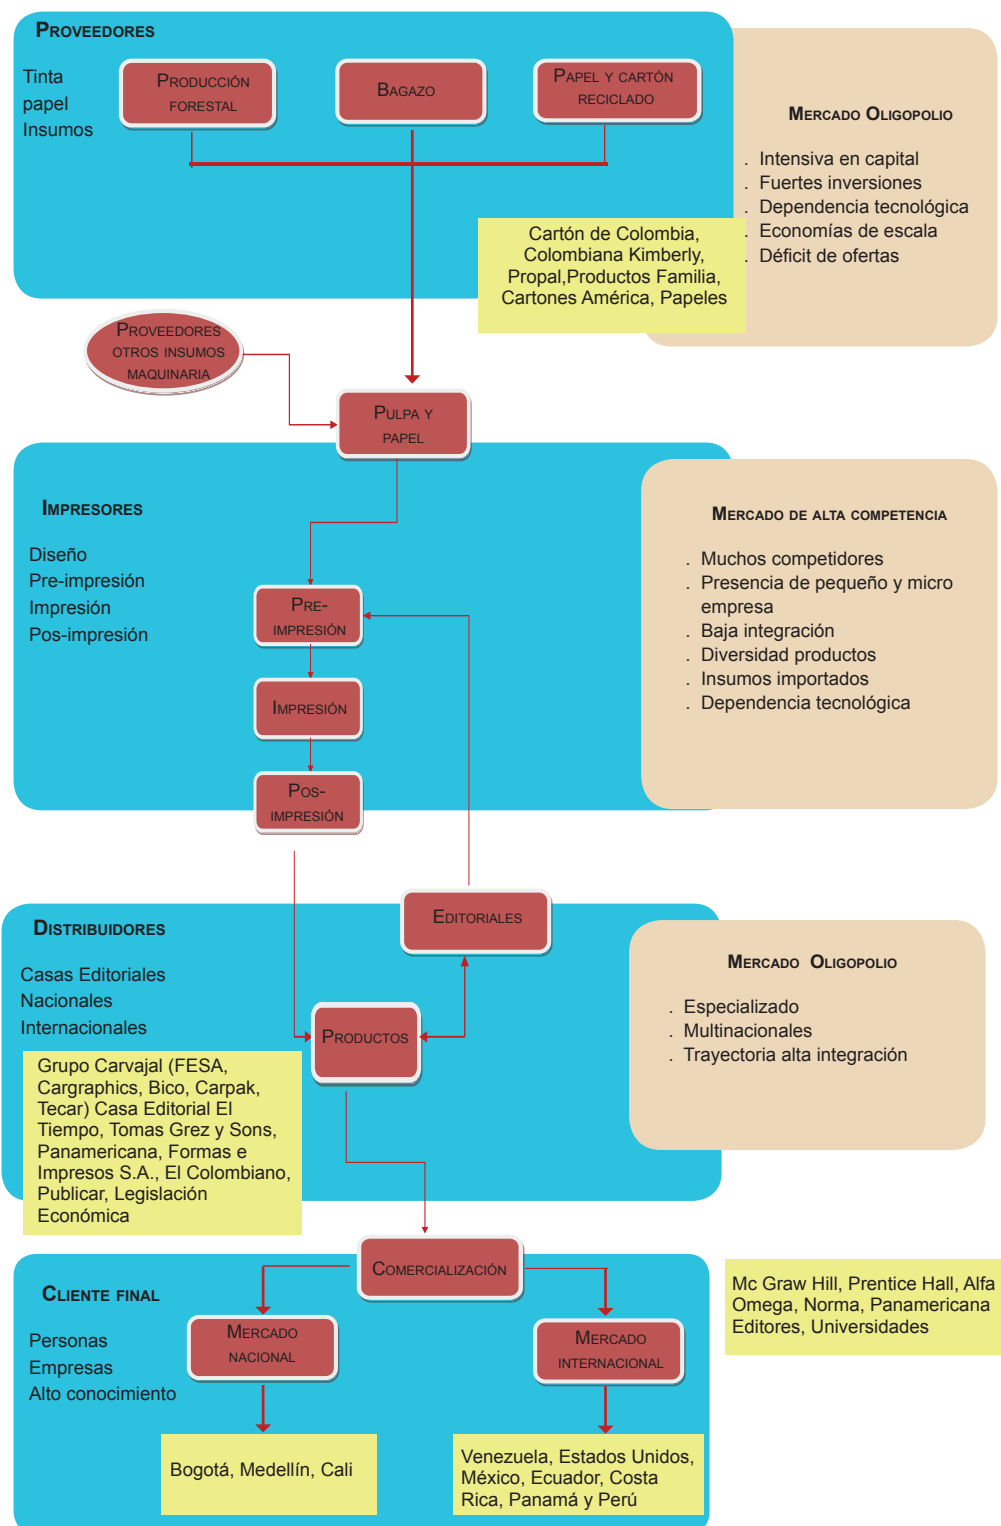 PROVEEDORES
Tinta
papel
Insumos
PRODUCCIÓN
FORESTAL
BAGAZO
PAPEL Y CARTÓN
RECICLADO
MERCADO OLIGOPOLIO
. Intensiva en capital
. Fuertes inversiones
. Dependencia tecnológica
. Economías de escala
. Déficit de ofertas
Cartón de Colombia,
Colombiana Kimberly,
Propal,Productos Familia,
Cartones América, Papeles
PROVEEDORES
OTROS INSUMOS
MAQUINARIA
PULPA Y
PAPEL
IMPRESORES
Diseño
Pre-impresión
Impresión
Pos-impresión
PRE-
IMPRESIÓN
IMPRESIÓN
POS-
IMPRESIÓN
MERCADO DE ALTA COMPETENCIA
. Muchos competidores
. Presencia de pequeño y micro
empresa
. Baja integración
. Diversidad productos
. Insumos importados
. Dependencia tecnológica
DISTRIBUIDORES
Casas Editoriales
Nacionales
Internacionales
EDITORIALES
PRODUCTOS
MERCADO OLIGOPOLIO
. Especializado
. Multinacionales
. Trayectoria alta integración
Grupo Carvajal (FESA,
Cargraphics, Bico, Carpak,
Tecar) Casa Editorial El
Tiempo, Tomas Grez y Sons,
Panamericana, Formas e
Impresos S.A., El Colombiano,
Publicar, Legislación
Económica
COMERCIALIZACIÓN
CLIENTE FINAL
Personas
Empresas
Alto conocimiento
MERCADO
NACIONAL
MERCADO
INTERNACIONAL
Mc Graw Hill, Prentice Hall, Alfa
Omega, Norma, Panamericana
Editores, Universidades
Bogotá, Medellín, Cali
Venezuela, Estados Unidos,
México, Ecuador, Costa
Rica, Panamá y Perú